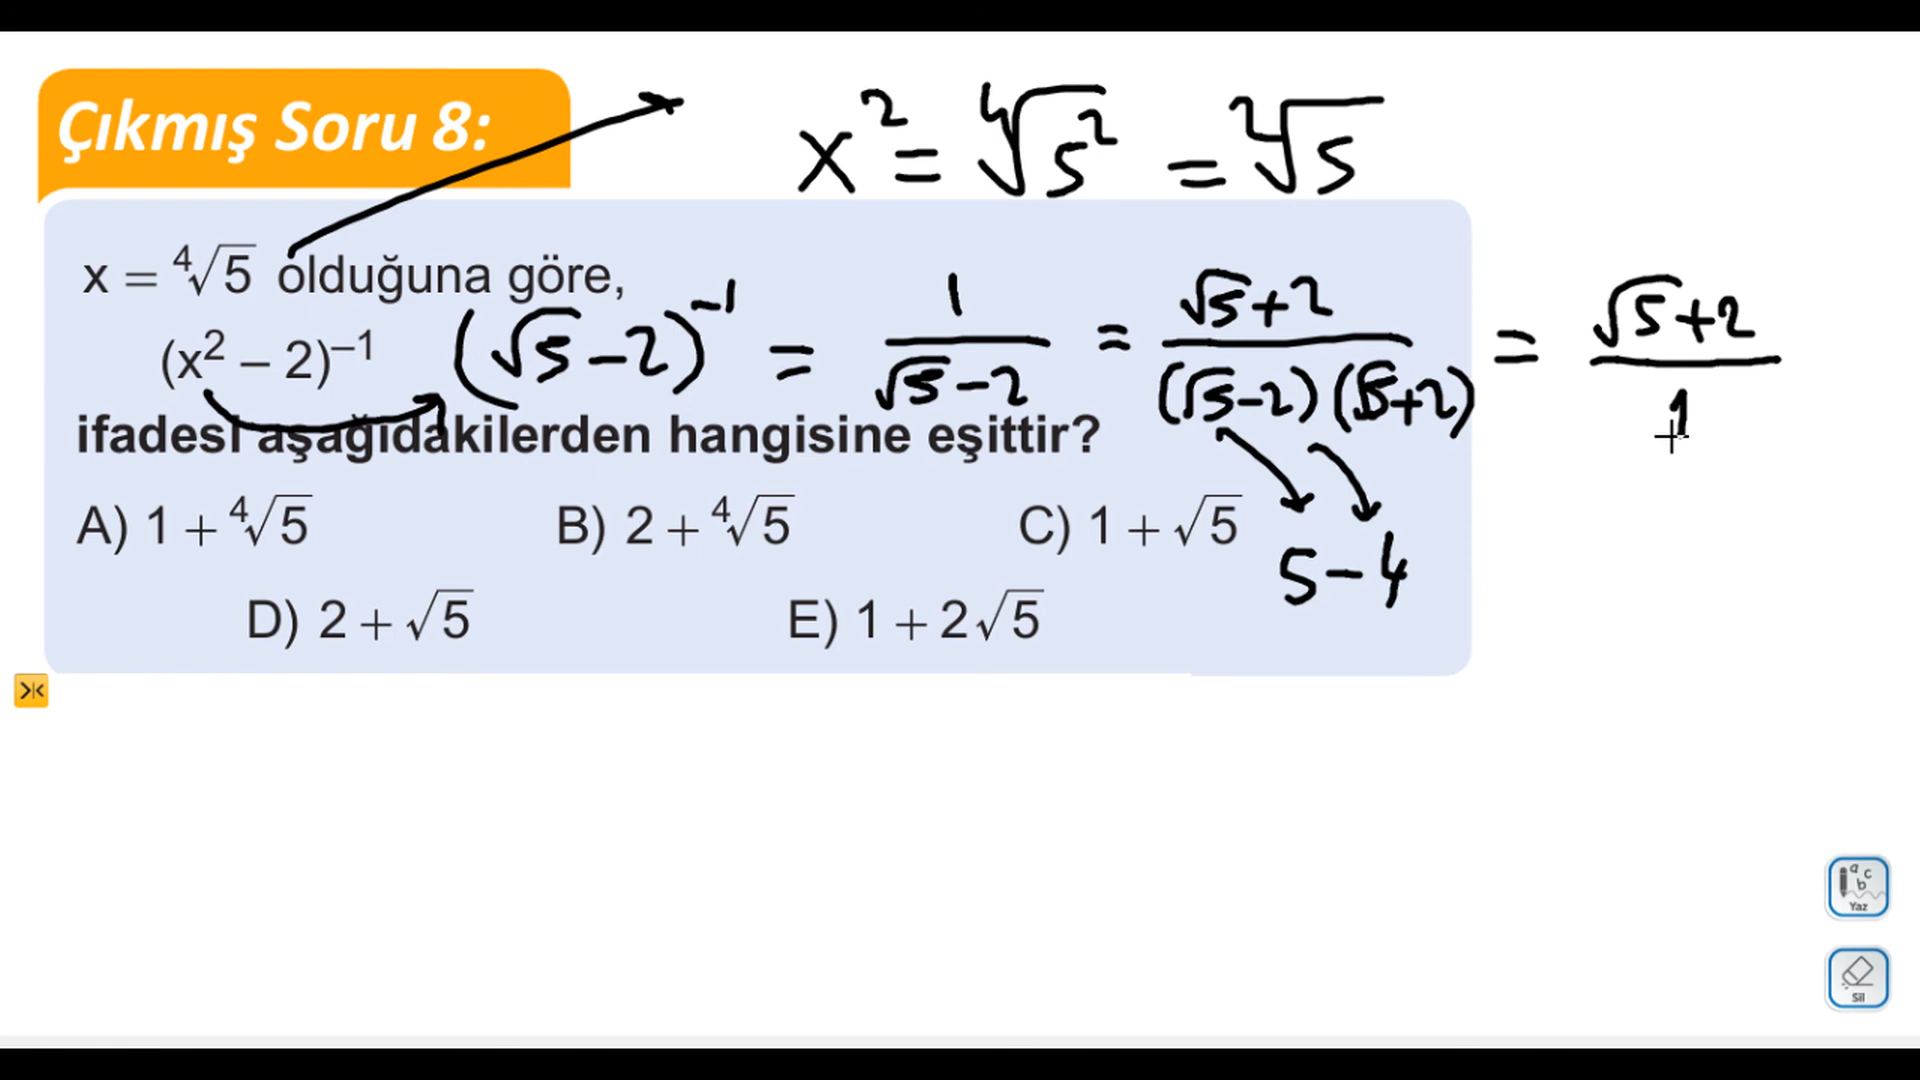 Çıkmış Soru 8:
x² = ⁴√5² = ²√5
x = ⁴√5 olduğuna göre,
(x² – 2)⁻¹ (√5 – 2)⁻¹ = 1/(√5 – 2) = (√5 + 2)/((√5 – 2)(√5 + 2)) = (√5 + 2)/1
ifadesi aşağıdakilerden hangisine eşittir?
A) 1 + ⁴√5 B) 2 + ⁴√5 C) 1 + √5
5 – 4
D) 2 + √5 E) 1 + 2√5
a b c
Yaz
Sil